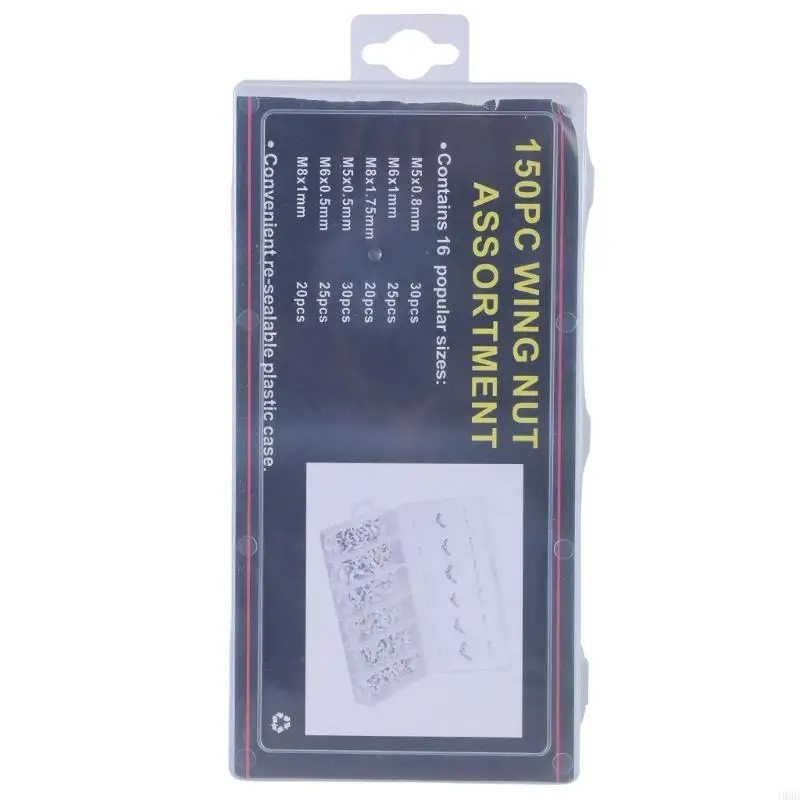 150PC WING NUT
ASSORTMENT
• Contains 16 popular sizes:
M5x0.8mm 30pcs
M6x1mm 25pcs
M8x1.75mm 20pcs
M5x0.5mm 30pcs
M6x0.5mm 25pcs
M8x1mm 20pcs
• Convenient re-sealable plastic case.